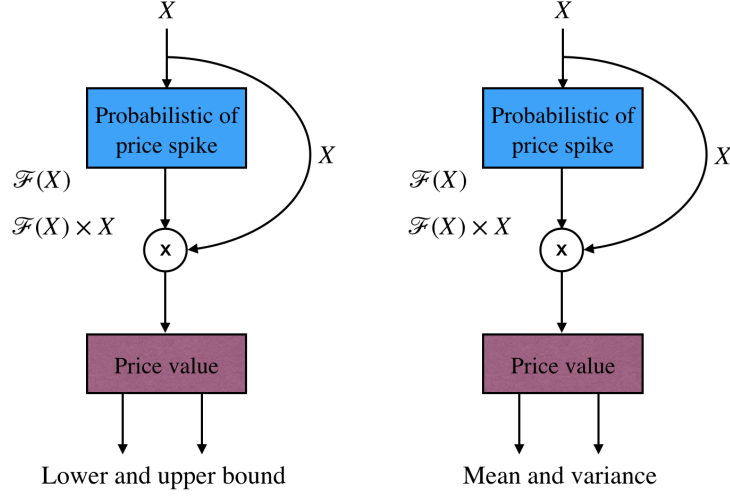 X
Probabilistic of
price spike
X
ℱ(X)
ℱ(X) × X
x
Price value
Lower and upper bound
X
Probabilistic of
price spike
X
ℱ(X)
ℱ(X) × X
x
Price value
Mean and variance